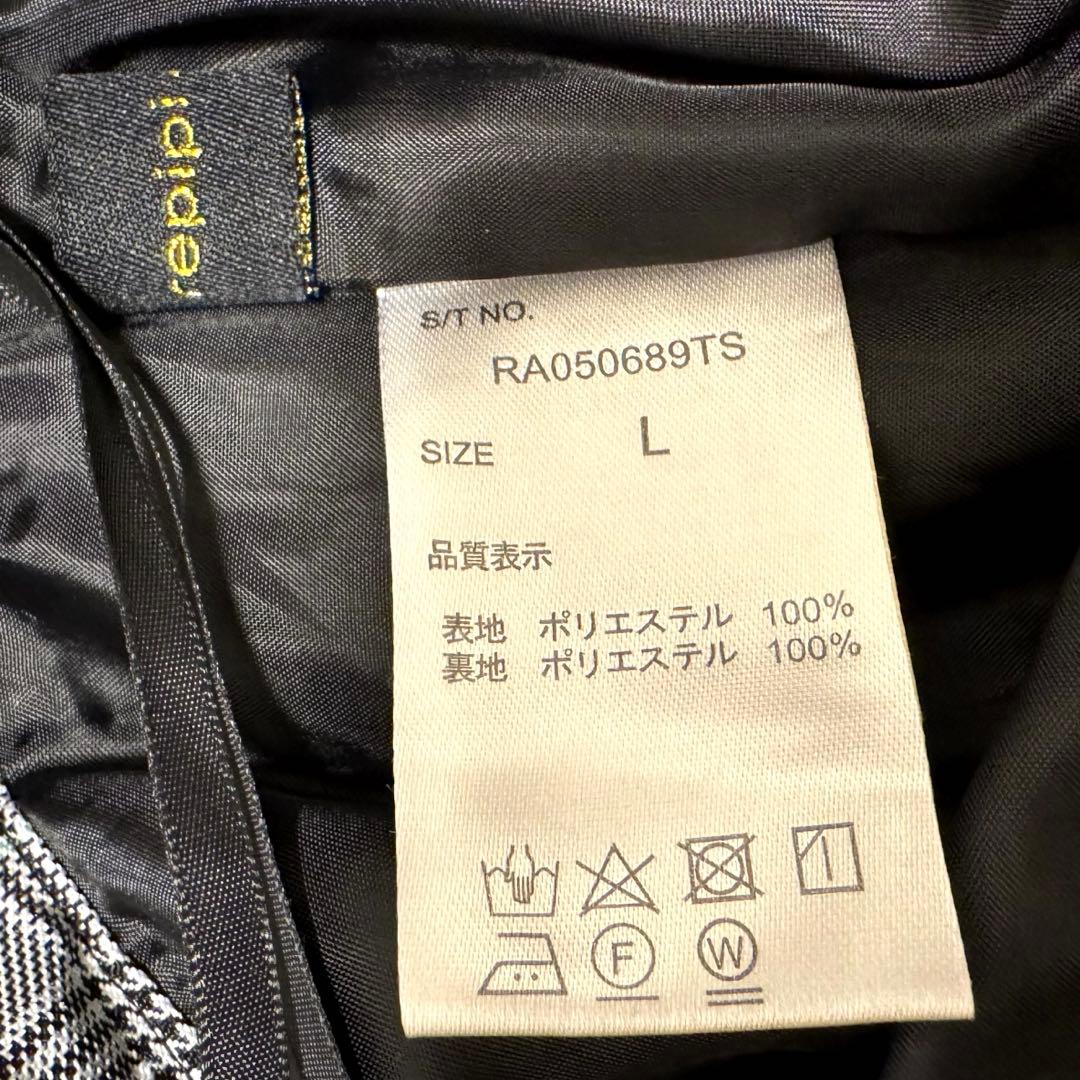 repipi
S/T NO.
RA050689TS
SIZE L
品質表示
表地 ポリエステル 100%
裏地 ポリエステル 100%
F W